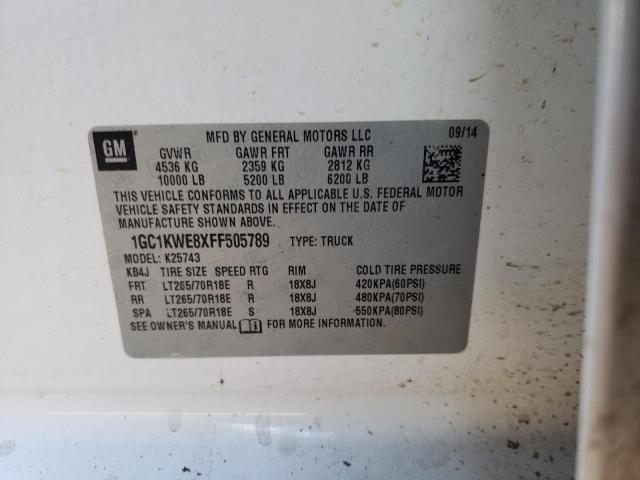 GM
MFD BY GENERAL MOTORS LLC 09/14
GVWR GAWR FRT GAWR RR
4536 KG 2359 KG 2812 KG
10000 LB 5200 LB 6200 LB
THIS VEHICLE CONFORMS TO ALL APPLICABLE U.S. FEDERAL MOTOR
VEHICLE SAFETY STANDARDS IN EFFECT ON THE DATE OF
MANUFACTURE SHOWN ABOVE.
1GC1KWE8XFF505789 TYPE: TRUCK
MODEL: K25743
KB4J TIRE SIZE SPEED RTG RIM COLD TIRE PRESSURE
FRT LT265/70R18E R 18X8J 420KPA(60PSI)
RR LT265/70R18E R 18X8J 480KPA(70PSI)
SPA LT265/70R18E S 18X8J 550KPA(80PSI)
SEE OWNER'S MANUAL FOR MORE INFORMATION.